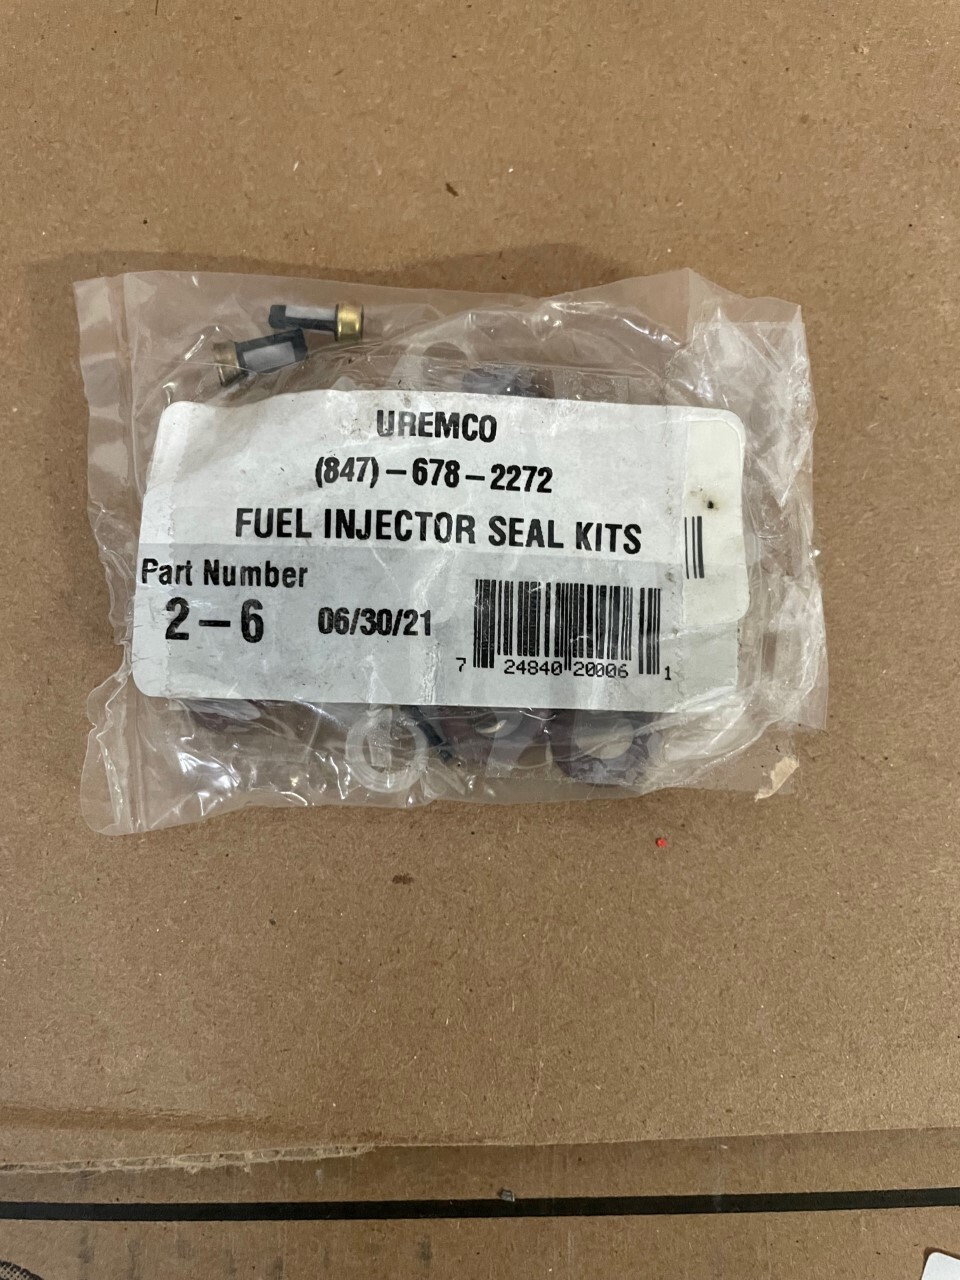 UREMCO
(847)-678-2272
FUEL INJECTOR SEAL KITS
Part Number
2-6 06/30/21
7 24840 20006 1